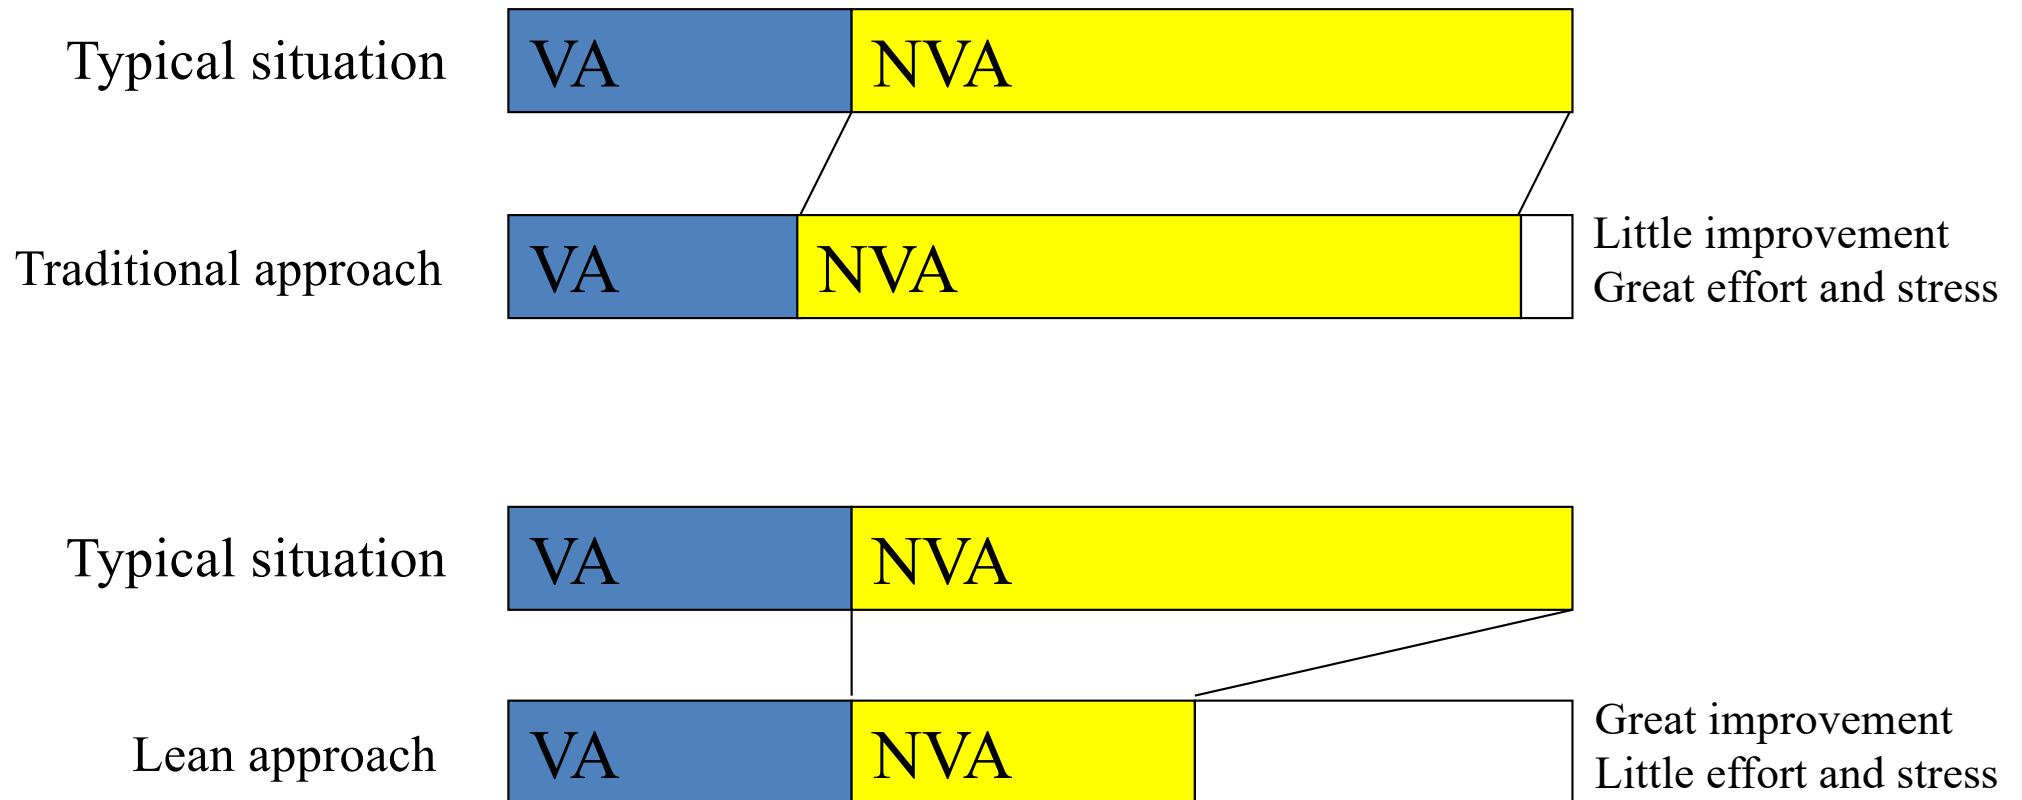 Typical situation
VA
NVA
Traditional approach
VA
NVA
Little improvement
Great effort and stress
Typical situation
VA
NVA
Lean approach
VA
NVA
Great improvement
Little effort and stress